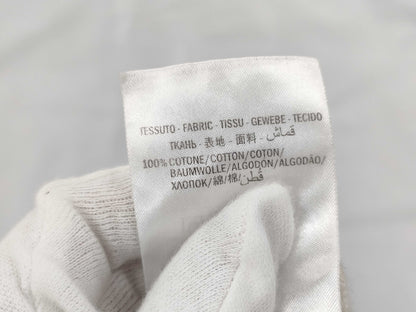 TESSUTO - FABRIC - TISSU - GEWEBE - TECIDO
ТКАНЬ - 表地 - 面料 - قماش
100% COTONE/COTTON/COTON/
BAUMWOLLE/ALGODON/ALGODÃO/
ХЛОПОК/綿/棉/قطن